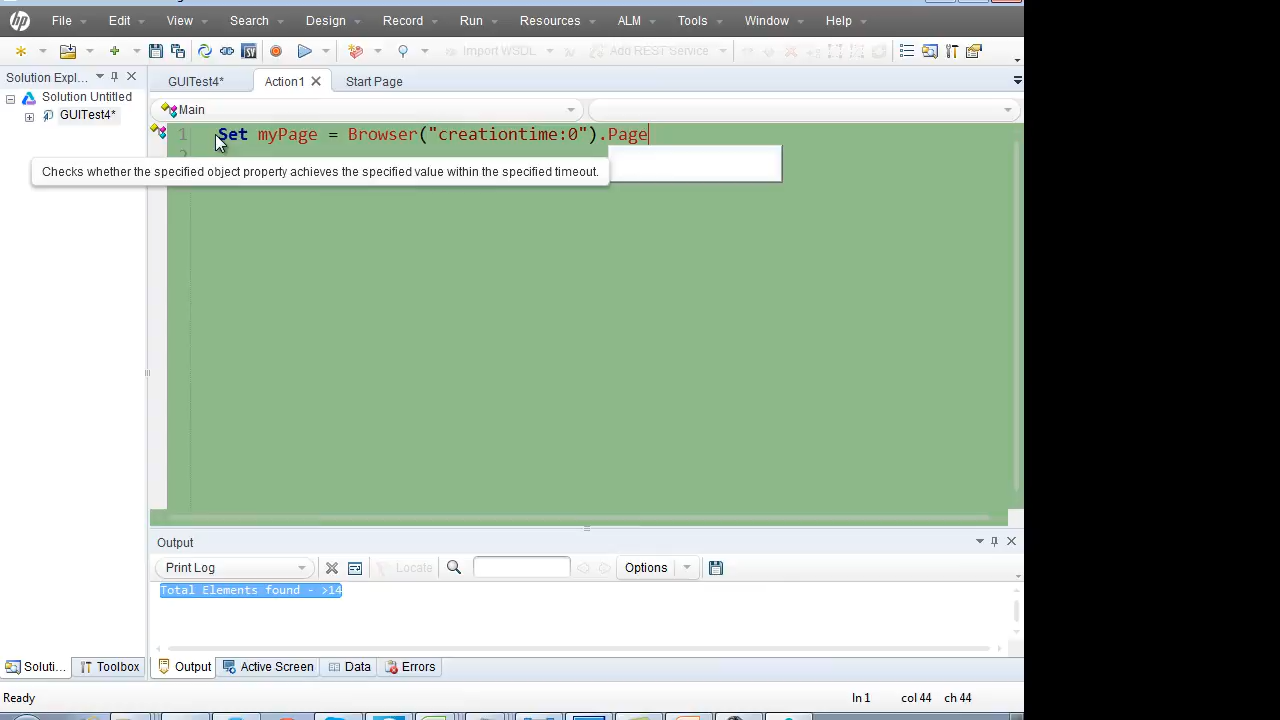 hp File Edit View Search Design Record Run Resources ALM Tools Window Help
Import WSDL Add REST Service
Solution Expl...
GUITest4* Action1 Start Page
Solution Untitled
GUITest4*
Main
1 Set myPage = Browser("creationtime:0").Page
2
Checks whether the specified object property achieves the specified value within the specified timeout.
Output
Print Log Locate Options
Total Elements found - >14
Soluti... Toolbox Output Active Screen Data Errors
Ready ln 1 col 44 ch 44